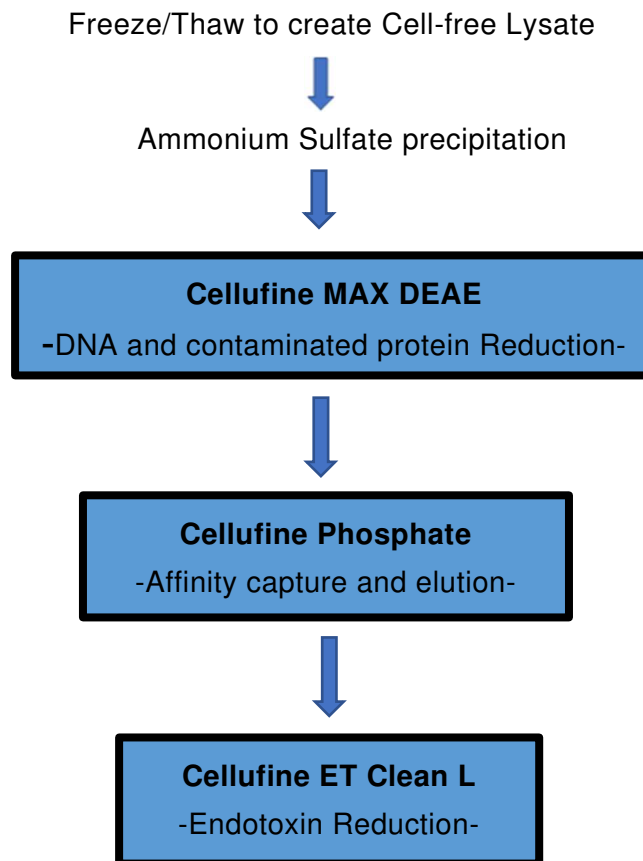 Freeze/Thaw to create Cell-free Lysate
Ammonium Sulfate precipitation
Cellufine MAX DEAE
-DNA and contaminated protein Reduction-
Cellufine Phosphate
-Affinity capture and elution-
Cellufine ET Clean L
-Endotoxin Reduction-